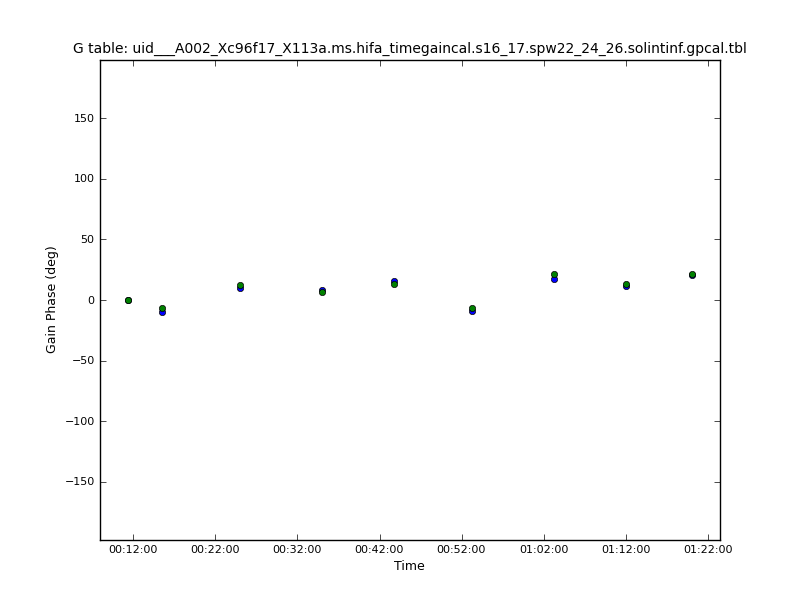 G table: uid___A002_Xc96f17_X113a.ms.hifa_timegaincal.s16_17.spw22_24_26.solintinf.gpcal.tbl
150
100
50
0
−50
−100
−150
Gain Phase (deg)
00:12:00 00:22:00 00:32:00 00:42:00 00:52:00 01:02:00 01:12:00 01:22:00
Time